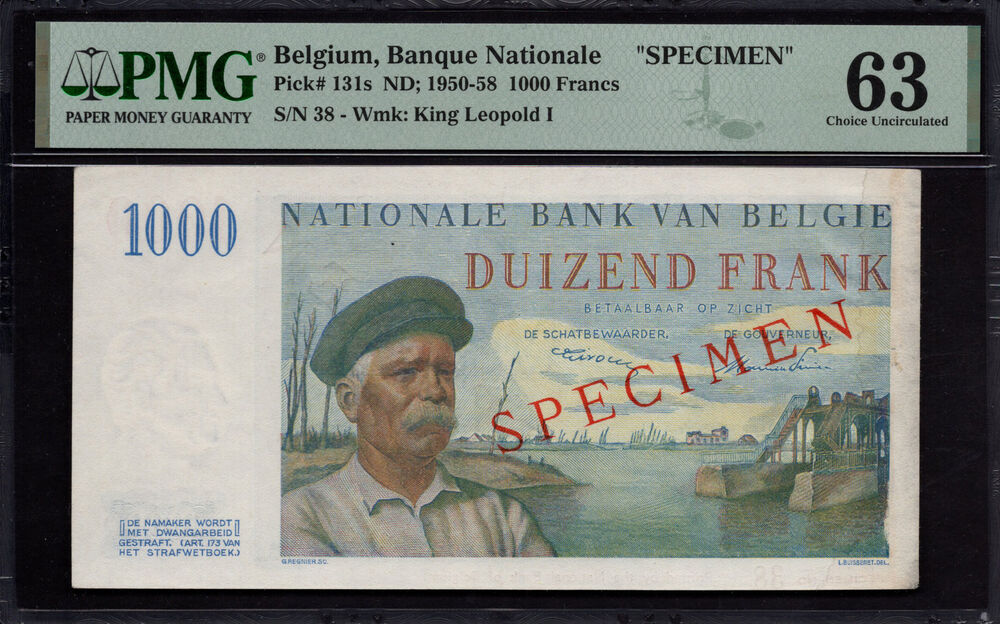 PMG®
PAPER MONEY GUARANTY
Belgium, Banque Nationale "SPECIMEN"
Pick# 131s ND; 1950-58 1000 Francs
S/N 38 - Wmk: King Leopold I
63
Choice Uncirculated
1000
NATIONALE BANK VAN BELGIE
DUIZEND FRANK
BETAALBAAR OP ZICHT
DE SCHATBEWAARDER,
DE GOUVERNEUR,
SPECIMEN
DE NAMAKER WORDT
MET DWANGARBEID
GESTRAFT. (ART. 173 VAN
HET STRAFWETBOEK.)
G.REGNIER.SC.
L.BUISSERET.DEL.